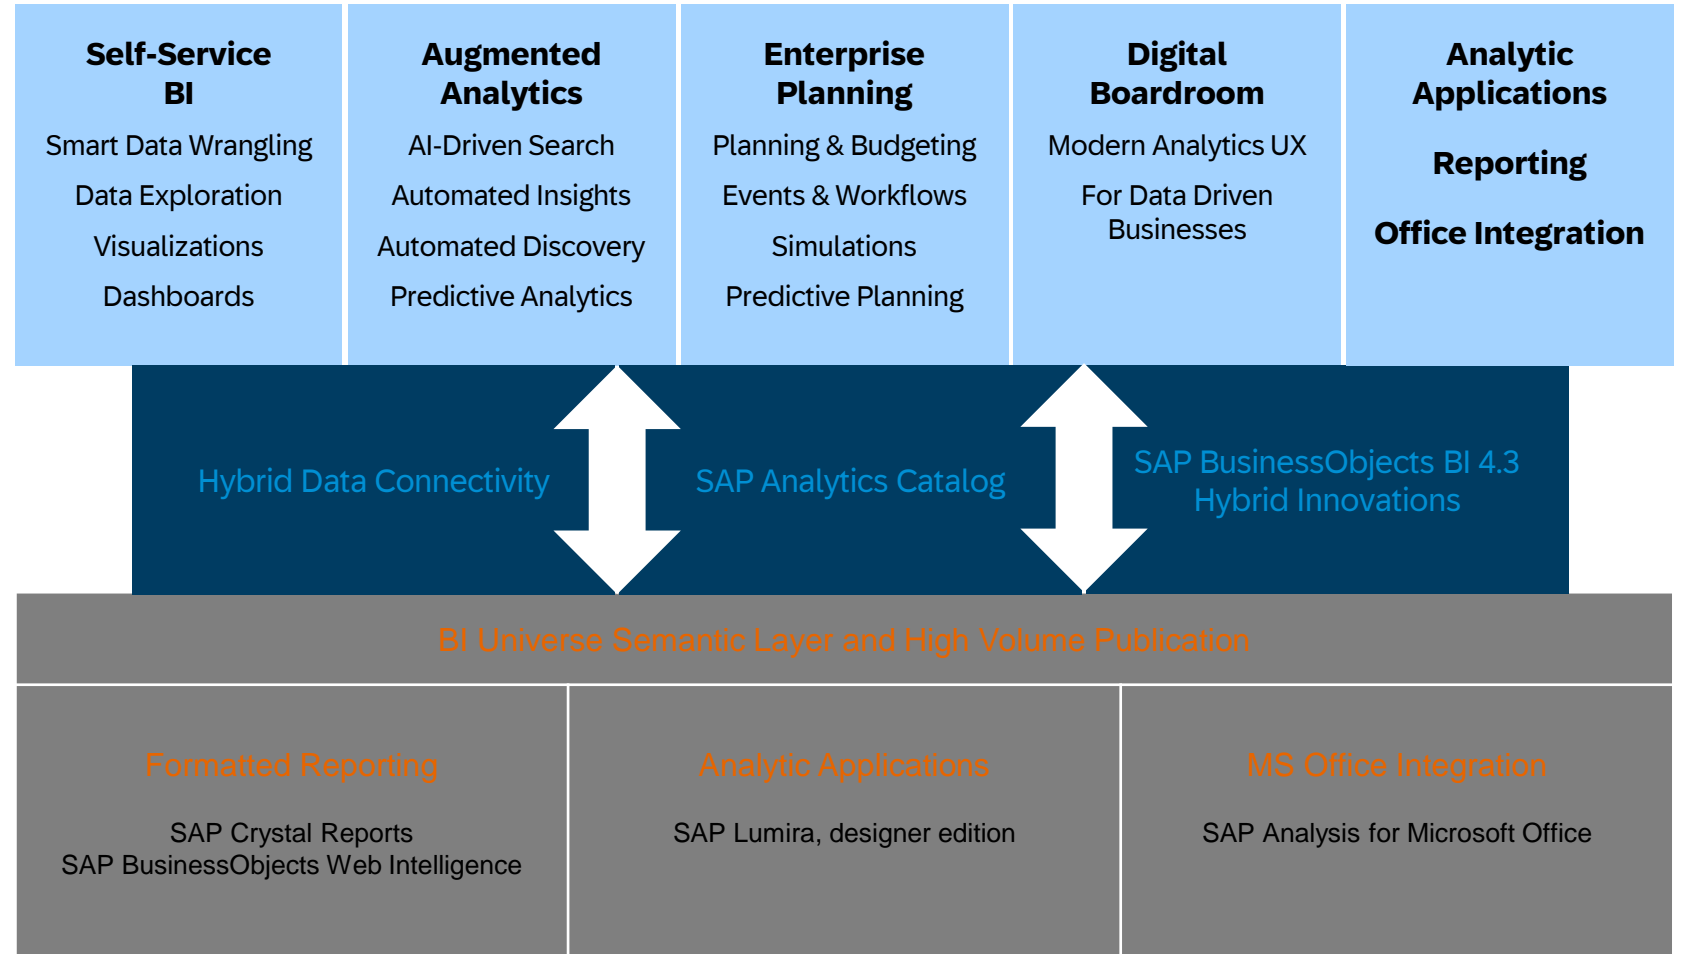 Self-Service
BI
Smart Data Wrangling
Data Exploration
Visualizations
Dashboards
Augmented
Analytics
AI-Driven Search
Automated Insights
Automated Discovery
Predictive Analytics
Enterprise
Planning
Planning & Budgeting
Events & Workflows
Simulations
Predictive Planning
Digital
Boardroom
Modern Analytics UX
For Data Driven
Businesses
Analytic
Applications
Reporting
Office Integration
Hybrid Data Connectivity
SAP Analytics Catalog
SAP BusinessObjects BI 4.3
Hybrid Innovations
BI Universe Semantic Layer and High Volume Publication
Formatted Reporting
SAP Crystal Reports
SAP BusinessObjects Web Intelligence
Analytic Applications
SAP Lumira, designer edition
MS Office Integration
SAP Analysis for Microsoft Office